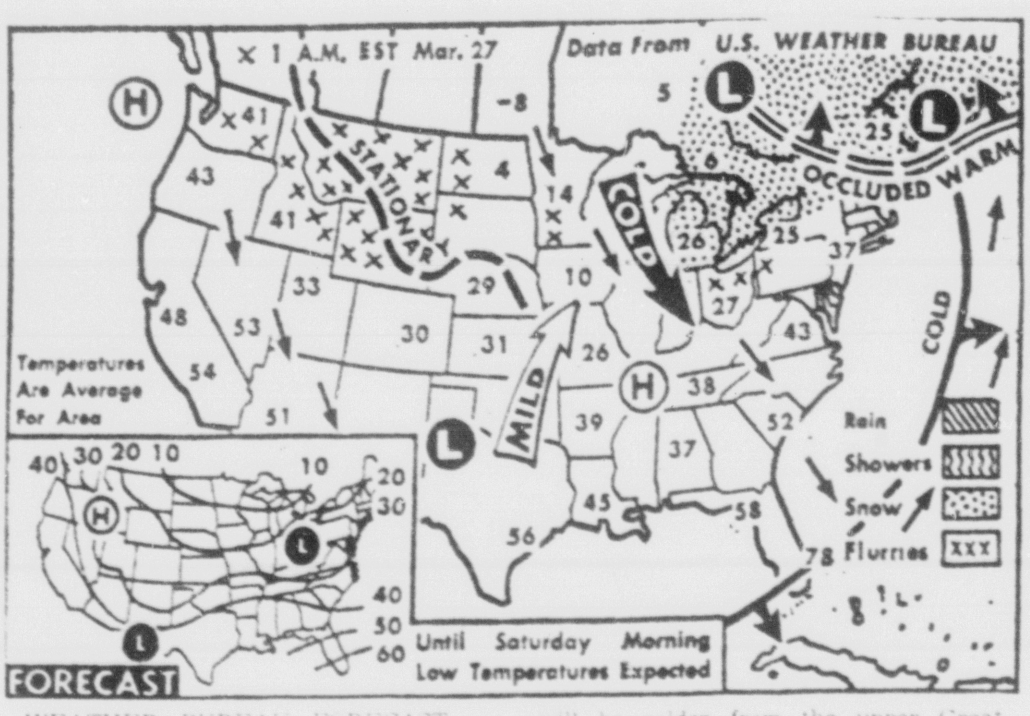 1 A.M. EST Mar. 27
Data From U.S. WEATHER BUREAU
H
L
L
-8
5
25
41
6
STATIONARY
4
14
COLD
OCCLUDED WARM
43
41
26
25
37
10
33
29
27
48
53
30
31
43
COLD
Temperatures
Are Average
For Area
54
26
MILD
H
38
51
39
52
Rain
L
37
Showers
45
58
Snow
56
78
Flurries
XXX
40 30 20 10
10
20
30
H
L
40
50
60
L
FORECAST
Until Saturday Morning
Low Temperatures Expected